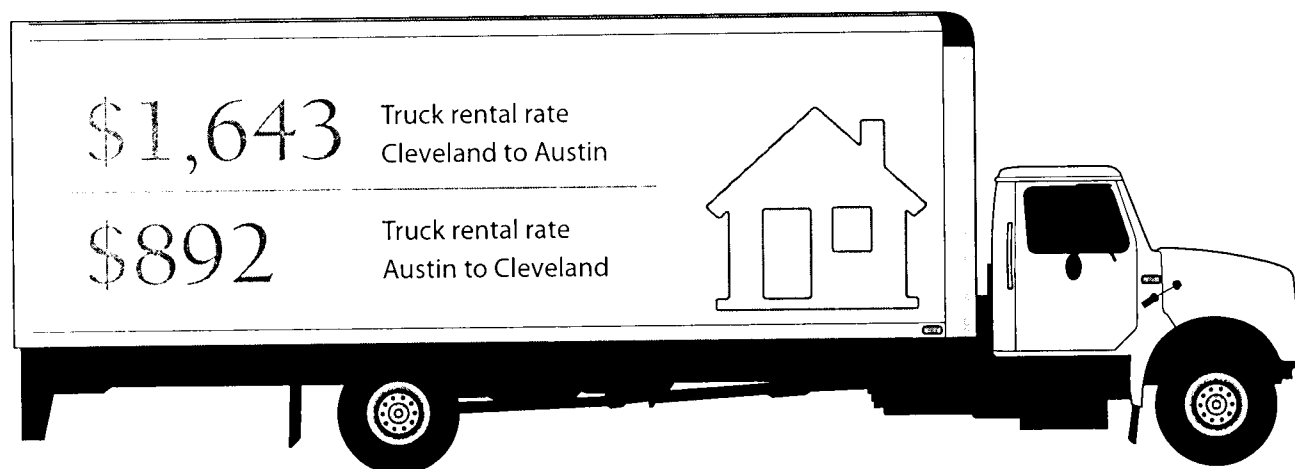 $1,643
Truck rental rate
Cleveland to Austin
$892
Truck rental rate
Austin to Cleveland